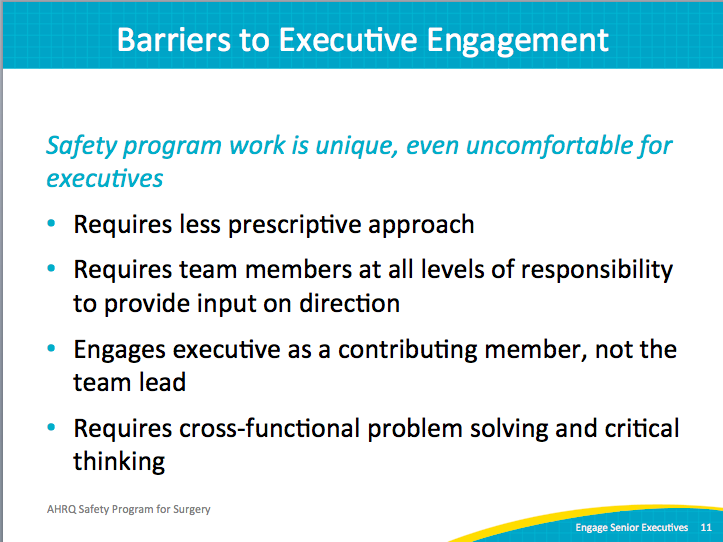 Barriers to Executive Engagement
Safety program work is unique, even uncomfortable for
executives
• Requires less prescriptive approach
• Requires team members at all levels of responsibility
to provide input on direction
• Engages executive as a contributing member, not the
team lead
• Requires cross-functional problem solving and critical
thinking
AHRQ Safety Program for Surgery
Engage Senior Executives 11